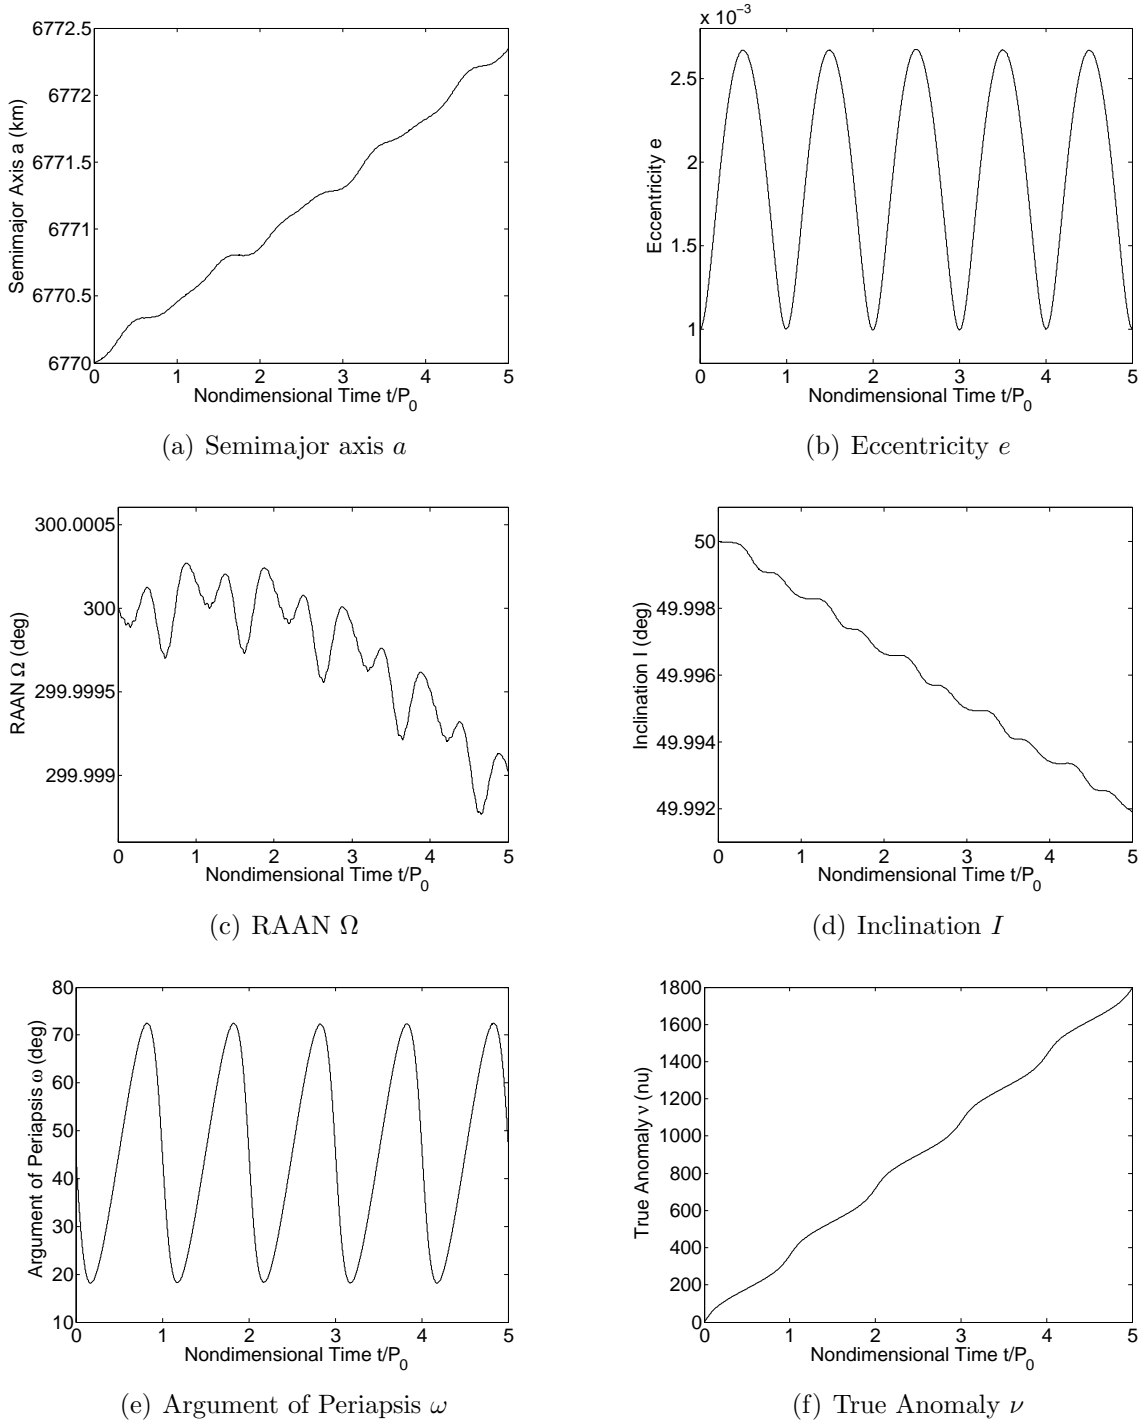 6772.5
6772
6771.5
6771
6770.5
6770
0 1 2 3 4 5
Semimajor Axis a (km)
Nondimensional Time t/P₀
(a) Semimajor axis a
x 10⁻³
2.5
2
1.5
1
0 1 2 3 4 5
Eccentricity e
Nondimensional Time t/P₀
(b) Eccentricity e
300.0005
300
299.9995
299.999
0 1 2 3 4 5
RAAN Ω (deg)
Nondimensional Time t/P₀
(c) RAAN Ω
50
49.998
49.996
49.994
49.992
0 1 2 3 4 5
Inclination I (deg)
Nondimensional Time t/P₀
(d) Inclination I
80
70
60
50
40
30
20
10
0 1 2 3 4 5
Argument of Periapsis ω (deg)
Nondimensional Time t/P₀
(e) Argument of Periapsis ω
1800
1600
1400
1200
1000
800
600
400
200
0
0 1 2 3 4 5
True Anomaly ν (nu)
Nondimensional Time t/P₀
(f) True Anomaly ν